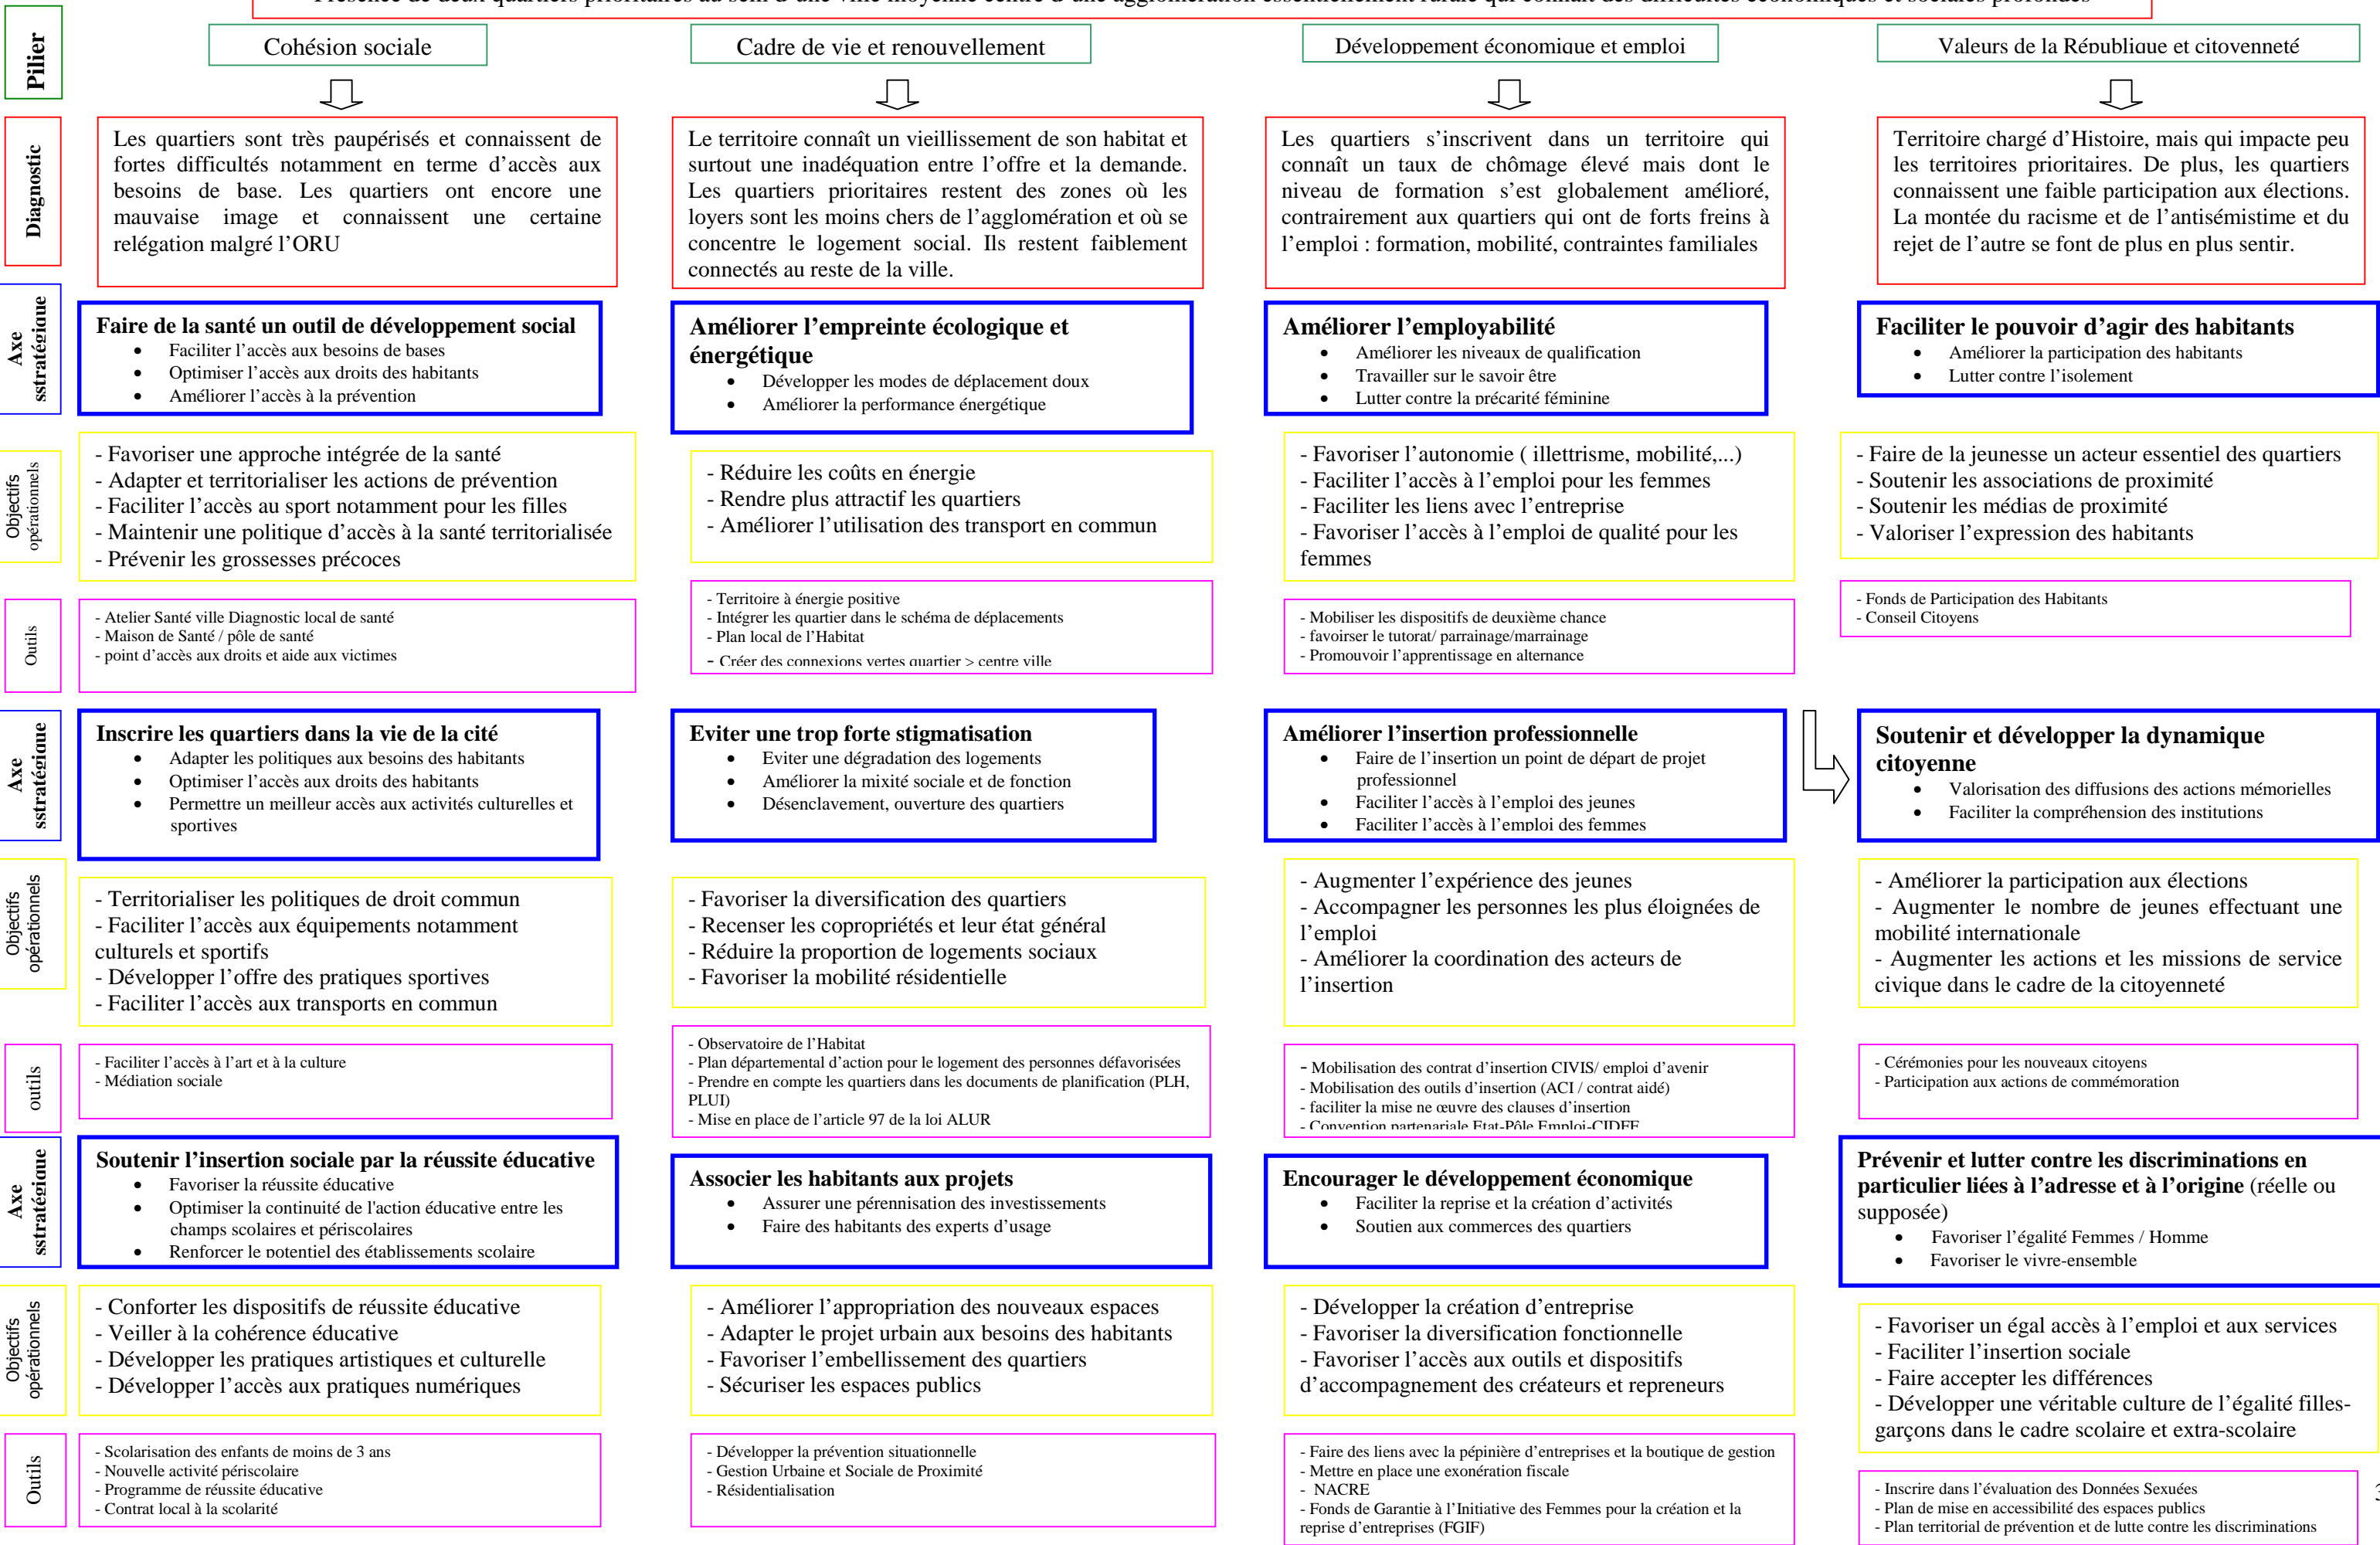 Présence de deux quartiers prioritaires au sein d'une ville moyenne centre d'une agglomération essentiellement rurale qui connaît des difficultés économiques et sociales profondes
Pilier
Cohésion sociale
Cadre de vie et renouvellement
Développement économique et emploi
Valeurs de la République et citoyenneté
Diagnostic
Les quartiers sont très paupérisés et connaissent de
fortes difficultés notamment en terme d'accès aux
besoins de base. Les quartiers ont encore une
mauvaise image et connaissent une certaine
relégation malgré l'ORU
Le territoire connaît un vieillissement de son habitat et
surtout une inadéquation entre l'offre et la demande.
Les quartiers prioritaires restent des zones où les
loyers sont les moins chers de l'agglomération et où se
concentre le logement social. Ils restent faiblement
connectés au reste de la ville.
Les quartiers s'inscrivent dans un territoire qui
connaît un taux de chômage élevé mais dont le
niveau de formation s'est globalement amélioré,
contrairement aux quartiers qui ont de forts freins à
l'emploi : formation, mobilité, contraintes familiales
Territoire chargé d'Histoire, mais qui impacte peu
les territoires prioritaires. De plus, les quartiers
connaissent une faible participation aux élections.
La montée du racisme et de l'antisémistime et du
rejet de l'autre se font de plus en plus sentir.
Axe
sstratégique
Faire de la santé un outil de développement social
• Faciliter l'accès aux besoins de bases
• Optimiser l'accès aux droits des habitants
• Améliorer l'accès à la prévention
Améliorer l'empreinte écologique et
énergétique
• Développer les modes de déplacement doux
• Améliorer la performance énergétique
Améliorer l'employabilité
• Améliorer les niveaux de qualification
• Travailler sur le savoir être
• Lutter contre la précarité féminine
Faciliter le pouvoir d'agir des habitants
• Améliorer la participation des habitants
• Lutter contre l'isolement
Objectifs
opérationnels
- Favoriser une approche intégrée de la santé
- Adapter et territorialiser les actions de prévention
- Faciliter l'accès au sport notamment pour les filles
- Maintenir une politique d'accès à la santé territorialisée
- Prévenir les grossesses précoces
- Réduire les coûts en énergie
- Rendre plus attractif les quartiers
- Améliorer l'utilisation des transport en commun
- Favoriser l'autonomie ( illettrisme, mobilité,...)
- Faciliter l'accès à l'emploi pour les femmes
- Faciliter les liens avec l'entreprise
- Favoriser l'accès à l'emploi de qualité pour les
femmes
- Faire de la jeunesse un acteur essentiel des quartiers
- Soutenir les associations de proximité
- Soutenir les médias de proximité
- Valoriser l'expression des habitants
Outils
- Atelier Santé ville Diagnostic local de santé
- Maison de Santé / pôle de santé
- point d'accès aux droits et aide aux victimes
- Territoire à énergie positive
- Intégrer les quartier dans le schéma de déplacements
- Plan local de l'Habitat
- Créer des connexions vertes quartier > centre ville
- Mobiliser les dispositifs de deuxième chance
- favoirser le tutorat/ parrainage/marrainage
- Promouvoir l'apprentissage en alternance
- Fonds de Participation des Habitants
- Conseil Citoyens
Axe
sstratégique
Inscrire les quartiers dans la vie de la cité
• Adapter les politiques aux besoins des habitants
• Optimiser l'accès aux droits des habitants
• Permettre un meilleur accès aux activités culturelles et
sportives
Eviter une trop forte stigmatisation
• Eviter une dégradation des logements
• Améliorer la mixité sociale et de fonction
• Désenclavement, ouverture des quartiers
Améliorer l'insertion professionnelle
• Faire de l'insertion un point de départ de projet
professionnel
• Faciliter l'accès à l'emploi des jeunes
• Faciliter l'accès à l'emploi des femmes
Soutenir et développer la dynamique
citoyenne
• Valorisation des diffusions des actions mémorielles
• Faciliter la compréhension des institutions
Objectifs
opérationnels
- Territorialiser les politiques de droit commun
- Faciliter l'accès aux équipements notamment
culturels et sportifs
- Développer l'offre des pratiques sportives
- Faciliter l'accès aux transports en commun
- Favoriser la diversification des quartiers
- Recenser les copropriétés et leur état général
- Réduire la proportion de logements sociaux
- Favoriser la mobilité résidentielle
- Augmenter l'expérience des jeunes
- Accompagner les personnes les plus éloignées de
l'emploi
- Améliorer la coordination des acteurs de
l'insertion
- Améliorer la participation aux élections
- Augmenter le nombre de jeunes effectuant une
mobilité internationale
- Augmenter les actions et les missions de service
civique dans le cadre de la citoyenneté
outils
- Faciliter l'accès à l'art et à la culture
- Médiation sociale
- Observatoire de l'Habitat
- Plan départemental d'action pour le logement des personnes défavorisées
- Prendre en compte les quartiers dans les documents de planification (PLH,
PLUI)
- Mise en place de l'article 97 de la loi ALUR
- Mobilisation des contrat d'insertion CIVIS/ emploi d'avenir
- Mobilisation des outils d'insertion (ACI / contrat aidé)
- faciliter la mise ne œuvre des clauses d'insertion
- Convention partenariale Etat-Pôle Emploi-CIDFF
- Cérémonies pour les nouveaux citoyens
- Participation aux actions de commémoration
Axe
sstratégique
Soutenir l'insertion sociale par la réussite éducative
• Favoriser la réussite éducative
• Optimiser la continuité de l'action éducative entre les
champs scolaires et périscolaires
• Renforcer le potentiel des établissements scolaire
Associer les habitants aux projets
• Assurer une pérennisation des investissements
• Faire des habitants des experts d'usage
Encourager le développement économique
• Faciliter la reprise et la création d'activités
• Soutien aux commerces des quartiers
Prévenir et lutter contre les discriminations en
particulier liées à l'adresse et à l'origine (réelle ou
supposée)
• Favoriser l'égalité Femmes / Homme
• Favoriser le vivre-ensemble
Objectifs
opérationnels
- Conforter les dispositifs de réussite éducative
- Veiller à la cohérence éducative
- Développer les pratiques artistiques et culturelle
- Développer l'accès aux pratiques numériques
- Améliorer l'appropriation des nouveaux espaces
- Adapter le projet urbain aux besoins des habitants
- Favoriser l'embellissement des quartiers
- Sécuriser les espaces publics
- Développer la création d'entreprise
- Favoriser la diversification fonctionnelle
- Favoriser l'accès aux outils et dispositifs
d'accompagnement des créateurs et repreneurs
- Favoriser un égal accès à l'emploi et aux services
- Faciliter l'insertion sociale
- Faire accepter les différences
- Développer une véritable culture de l'égalité filles-
garçons dans le cadre scolaire et extra-scolaire
Outils
- Scolarisation des enfants de moins de 3 ans
- Nouvelle activité périscolaire
- Programme de réussite éducative
- Contrat local à la scolarité
- Développer la prévention situationnelle
- Gestion Urbaine et Sociale de Proximité
- Résidentialisation
- Faire des liens avec la pépinière d'entreprises et la boutique de gestion
- Mettre en place une exonération fiscale
- NACRE
- Fonds de Garantie à l'Initiative des Femmes pour la création et la
reprise d'entreprises (FGIF)
- Inscrire dans l'évaluation des Données Sexuées
- Plan de mise en accessibilité des espaces publics
- Plan territorial de prévention et de lutte contre les discriminations